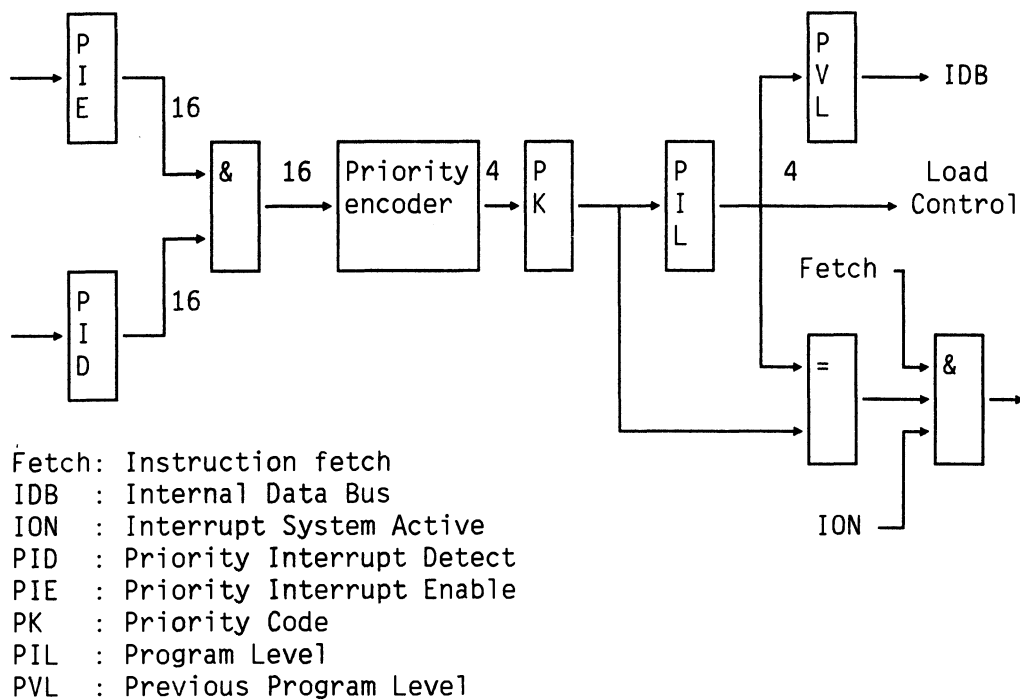 P
I
E
16
&
16
Priority
encoder
4
P
K
P
I
L
P
V
L
IDB
4
Load
Control
P
I
D
16
Fetch
=
&
ION
Fetch: Instruction fetch
IDB : Internal Data Bus
ION : Interrupt System Active
PID : Priority Interrupt Detect
PIE : Priority Interrupt Enable
PK : Priority Code
PIL : Program Level
PVL : Previous Program Level